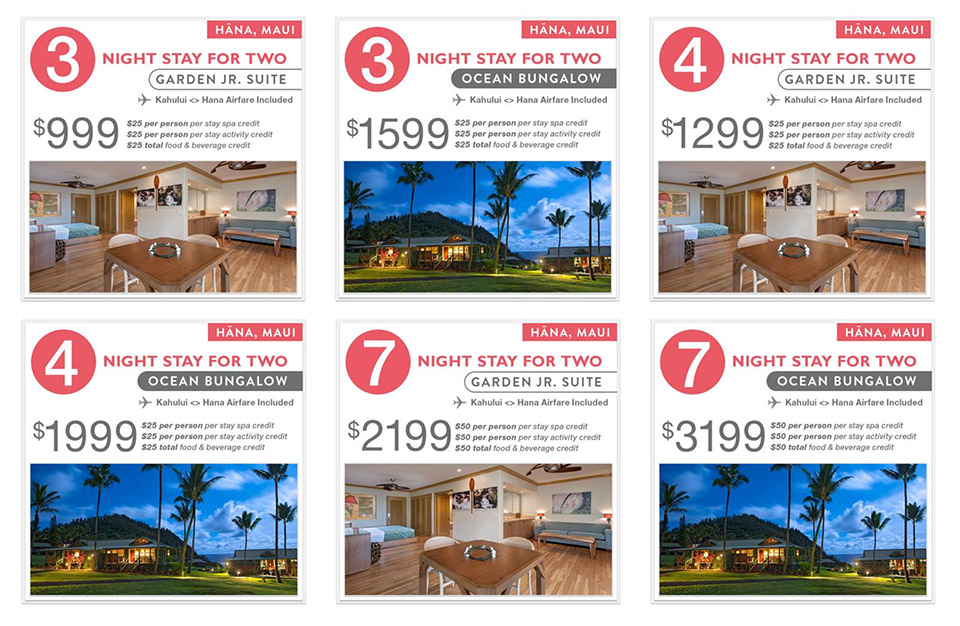 HĀNA, MAUI
3
NIGHT STAY FOR TWO
GARDEN JR. SUITE
Kahului <> Hana Airfare Included
$999
$25 per person per stay spa credit
$25 per person per stay activity credit
$25 total food & beverage credit
HĀNA, MAUI
3
NIGHT STAY FOR TWO
OCEAN BUNGALOW
Kahului <> Hana Airfare Included
$1599
$25 per person per stay spa credit
$25 per person per stay activity credit
$25 total food & beverage credit
HĀNA, MAUI
4
NIGHT STAY FOR TWO
GARDEN JR. SUITE
Kahului <> Hana Airfare Included
$1299
$25 per person per stay spa credit
$25 per person per stay activity credit
$25 total food & beverage credit
HĀNA, MAUI
4
NIGHT STAY FOR TWO
OCEAN BUNGALOW
Kahului <> Hana Airfare Included
$1999
$25 per person per stay spa credit
$25 per person per stay activity credit
$25 total food & beverage credit
HĀNA, MAUI
7
NIGHT STAY FOR TWO
GARDEN JR. SUITE
Kahului <> Hana Airfare Included
$2199
$50 per person per stay spa credit
$50 per person per stay activity credit
$50 total food & beverage credit
HĀNA, MAUI
7
NIGHT STAY FOR TWO
OCEAN BUNGALOW
Kahului <> Hana Airfare Included
$3199
$50 per person per stay spa credit
$50 per person per stay activity credit
$50 total food & beverage credit